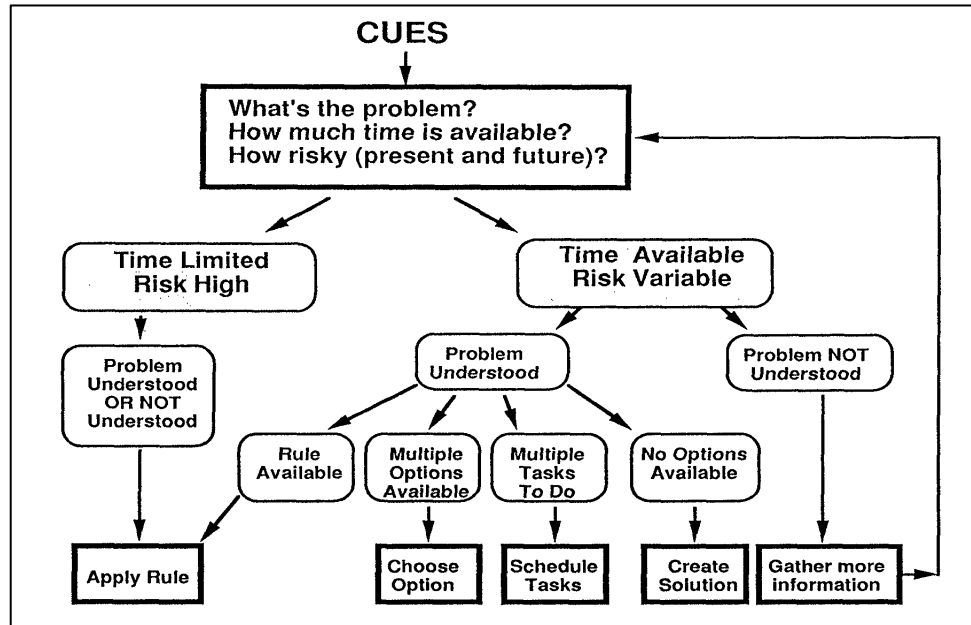 CUES
What's the problem?
How much time is available?
How risky (present and future)?
Time Limited
Risk High
Time Available
Risk Variable
Problem
Understood
OR NOT
Understood
Problem
Understood
Problem NOT
Understood
Rule
Available
Multiple
Options
Available
Multiple
Tasks
To Do
No Options
Available
Apply Rule
Choose
Option
Schedule
Tasks
Create
Solution
Gather more
information